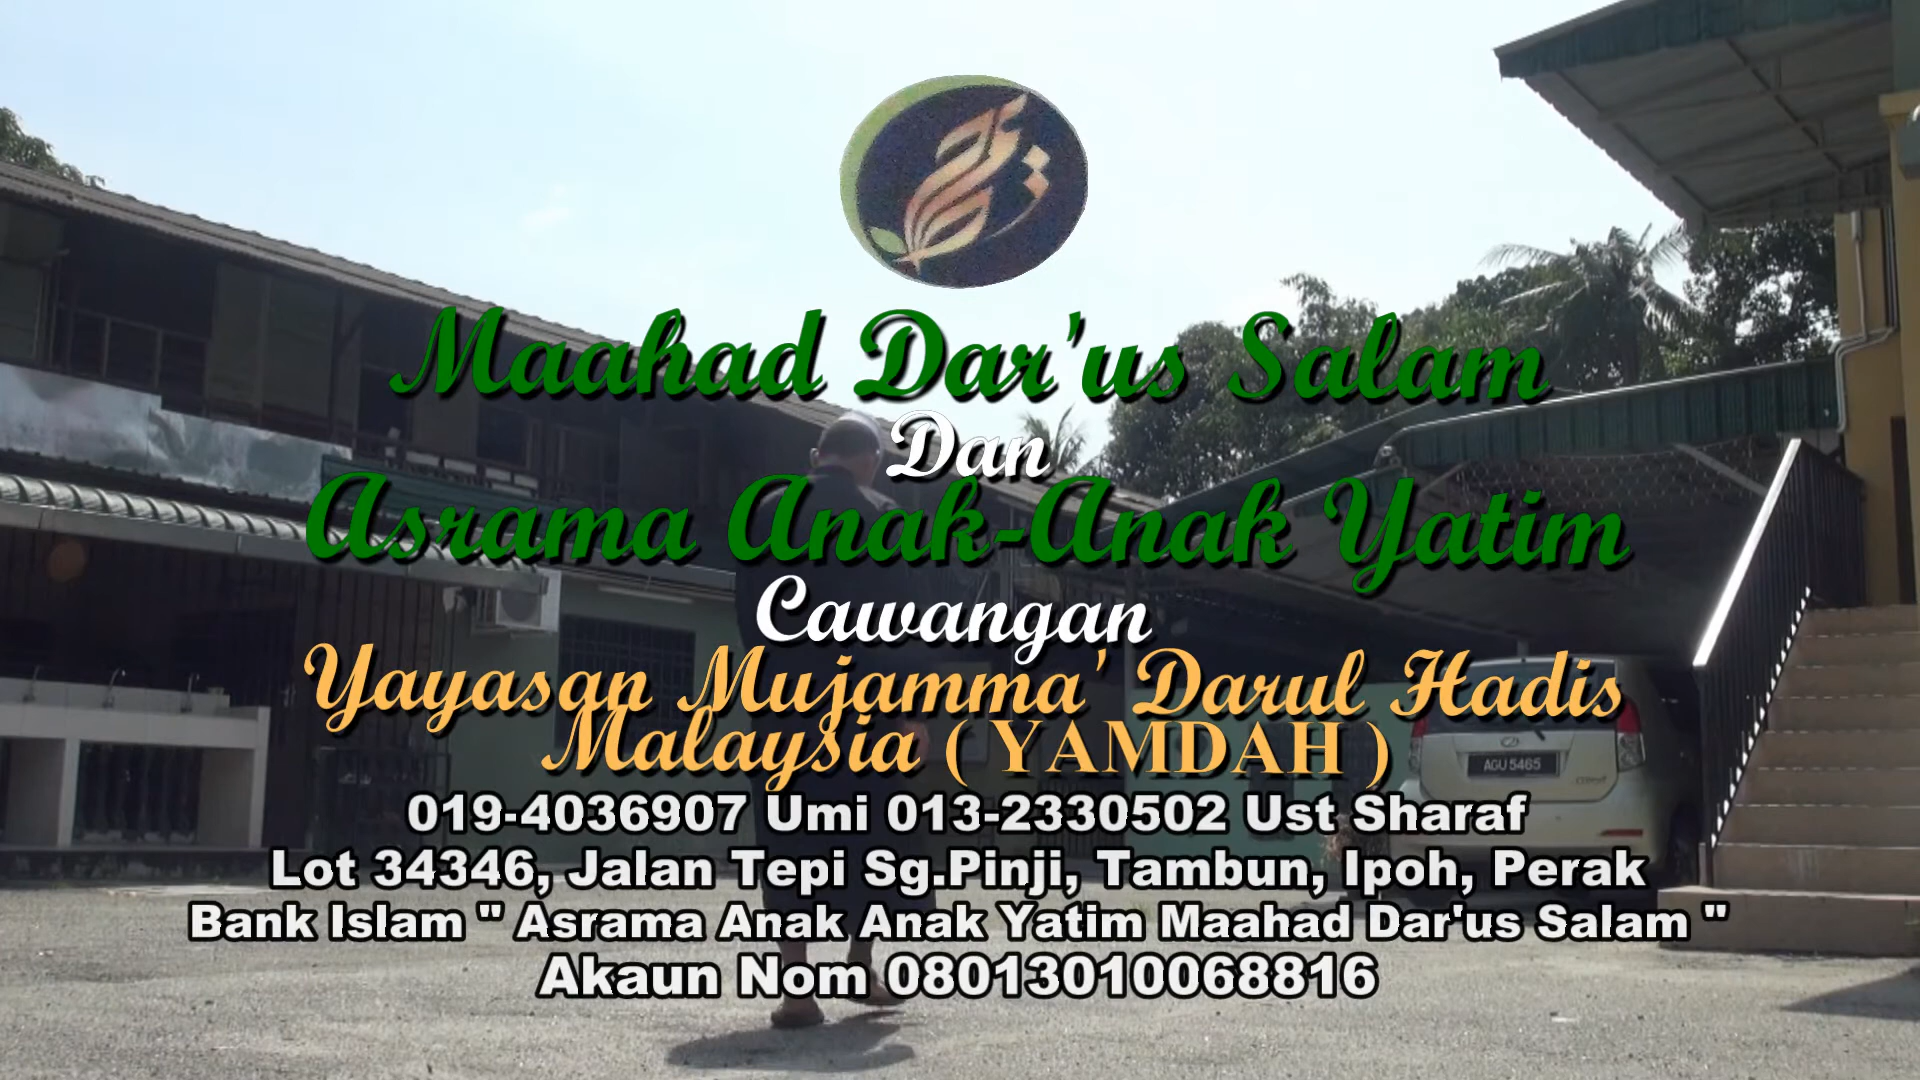 Maahad Dar'us Salam
Dan
Asrama Anak-Anak Yatim
Cawangan
Yayasan Mujamma' Darul Hadis
Malaysia ( YAMDAH )
019-4036907 Umi 013-2330502 Ust Sharaf
Lot 34346, Jalan Tepi Sg.Pinji, Tambun, Ipoh, Perak
Bank Islam " Asrama Anak Anak Yatim Maahad Dar'us Salam "
Akaun Nom 08013010068816
AGU 5465